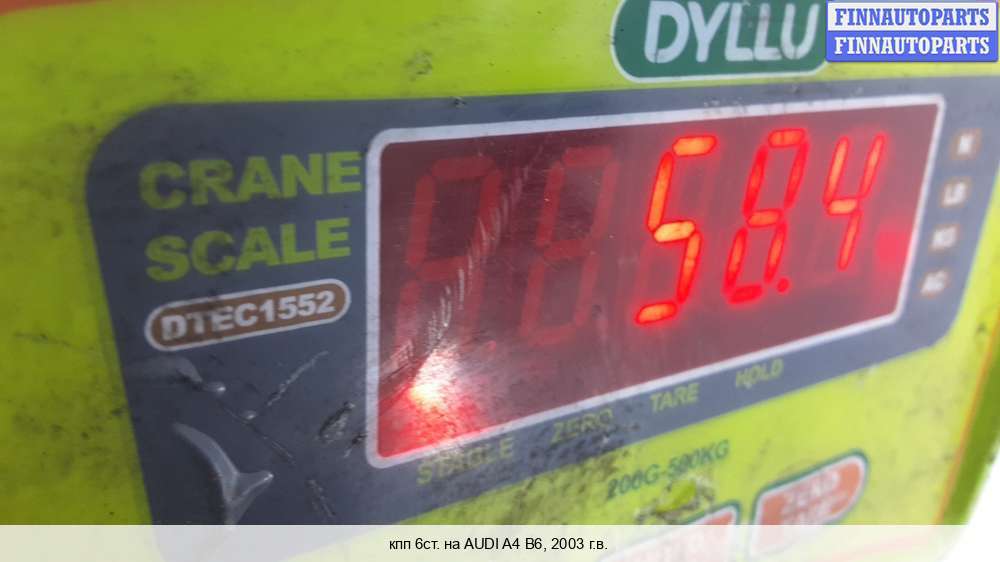 DYLLU
FINNAUTOPARTS
FINNAUTOPARTS
CRANE
SCALE
DTEC1552
58.4
N
LB
KG
STABLE
ZERO
TARE
HOLD
200G-500KG
ZERO
кпп 6ст. на AUDI A4 B6, 2003 г.в.